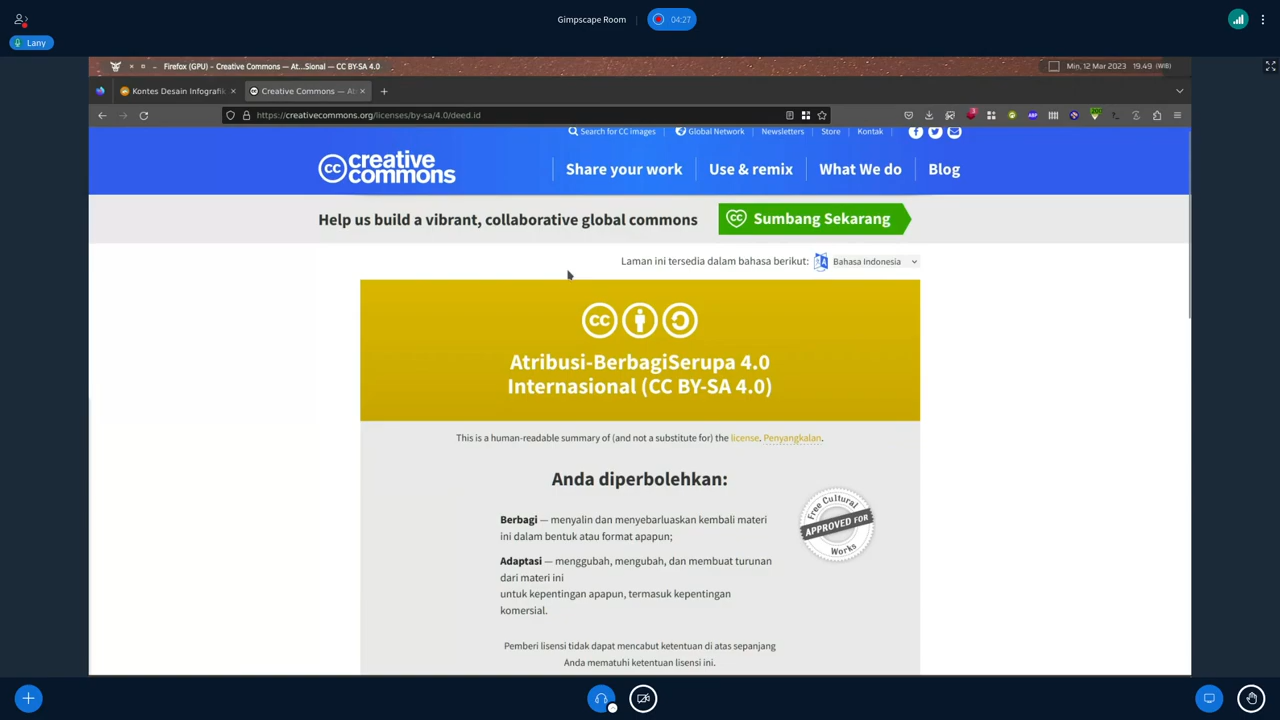 Gimpscape Room
04:27
Lany
Firefox (GPU) – Creative Commons — At...Sional — CC BY-SA 4.0
Min, 12 Mar 2023 19.49 (WIB)
Kontes Desain Infografik
Creative Commons — At
https://creativecommons.org/licenses/by-sa/4.0/deed.id
Search for CC images
Global Network
Newsletters
Store
Kontak
creative commons
Share your work
Use & remix
What We do
Blog
Help us build a vibrant, collaborative global commons
Sumbang Sekarang
Laman ini tersedia dalam bahasa berikut:
Bahasa Indonesia
Atribusi-BerbagiSerupa 4.0
Internasional (CC BY-SA 4.0)
This is a human-readable summary of (and not a substitute for) the license. Penyangkalan.
Anda diperbolehkan:
Berbagi — menyalin dan menyebarluaskan kembali materi
ini dalam bentuk atau format apapun;
Free Cultural
APPROVED FOR
Works
Adaptasi — menggubah, mengubah, dan membuat turunan
dari materi ini
untuk kepentingan apapun, termasuk kepentingan
komersial.
Pemberi lisensi tidak dapat mencabut ketentuan di atas sepanjang
Anda mematuhi ketentuan lisensi ini.